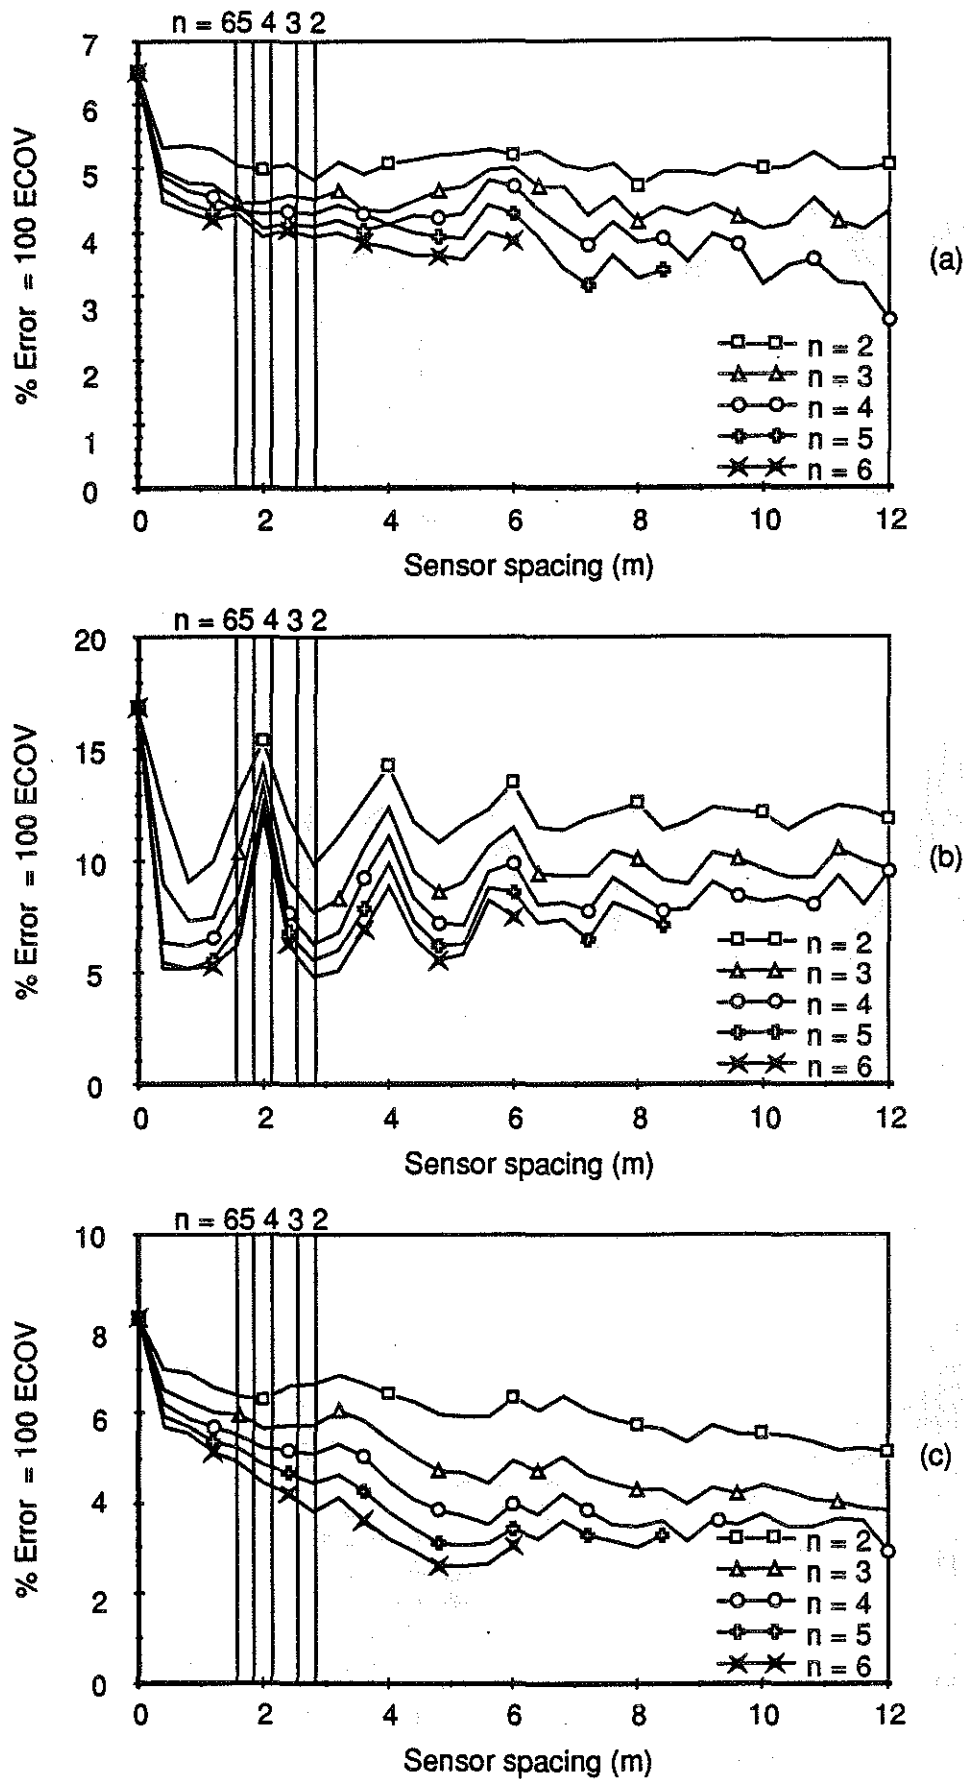 n = 65 4 3 2
7
6
5
4
3
2
1
0
% Error = 100 ECOV
n = 2
n = 3
n = 4
n = 5
n = 6
(a)
0 2 4 6 8 10 12
Sensor spacing (m)
n = 65 4 3 2
20
15
10
5
0
% Error = 100 ECOV
n = 2
n = 3
n = 4
n = 5
n = 6
(b)
0 2 4 6 8 10 12
Sensor spacing (m)
n = 65 4 3 2
10
8
6
4
2
0
% Error = 100 ECOV
n = 2
n = 3
n = 4
n = 5
n = 6
(c)
0 2 4 6 8 10 12
Sensor spacing (m)